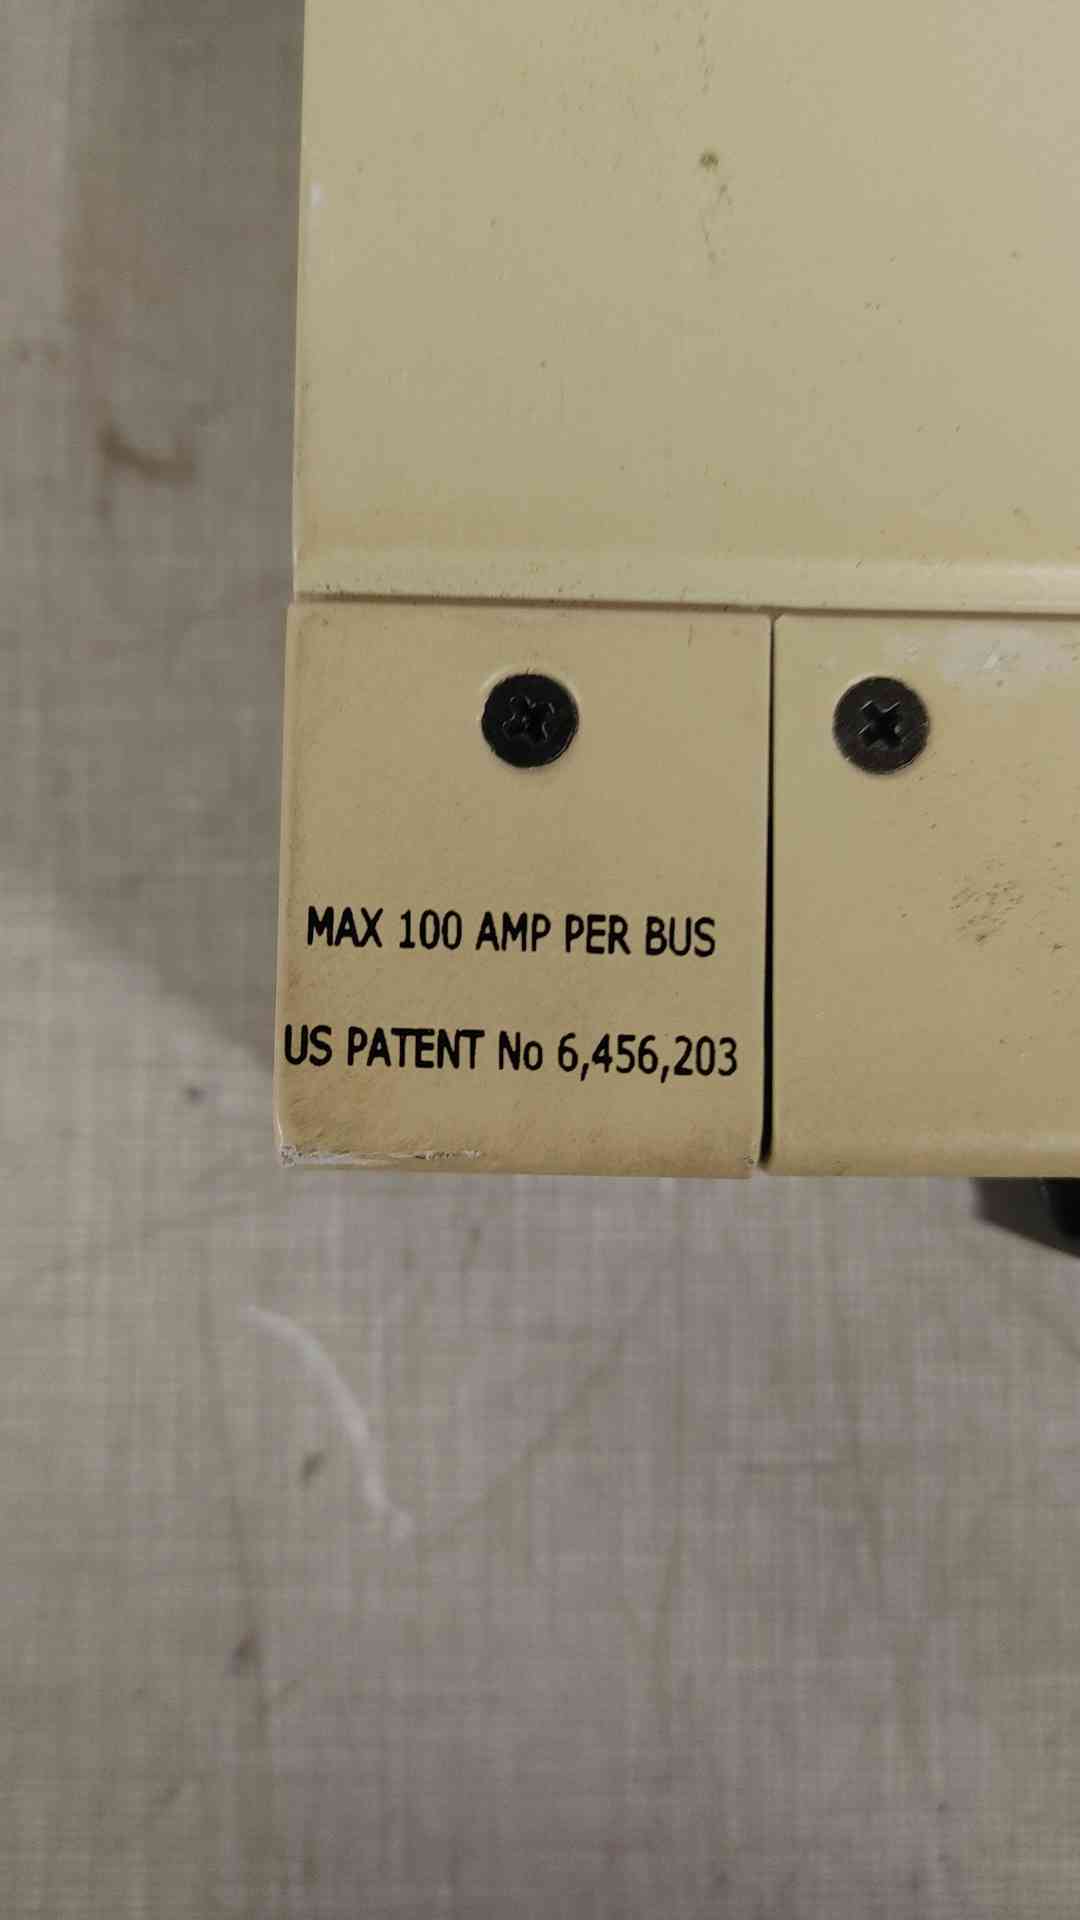 MAX 100 AMP PER BUS
US PATENT No 6,456,203